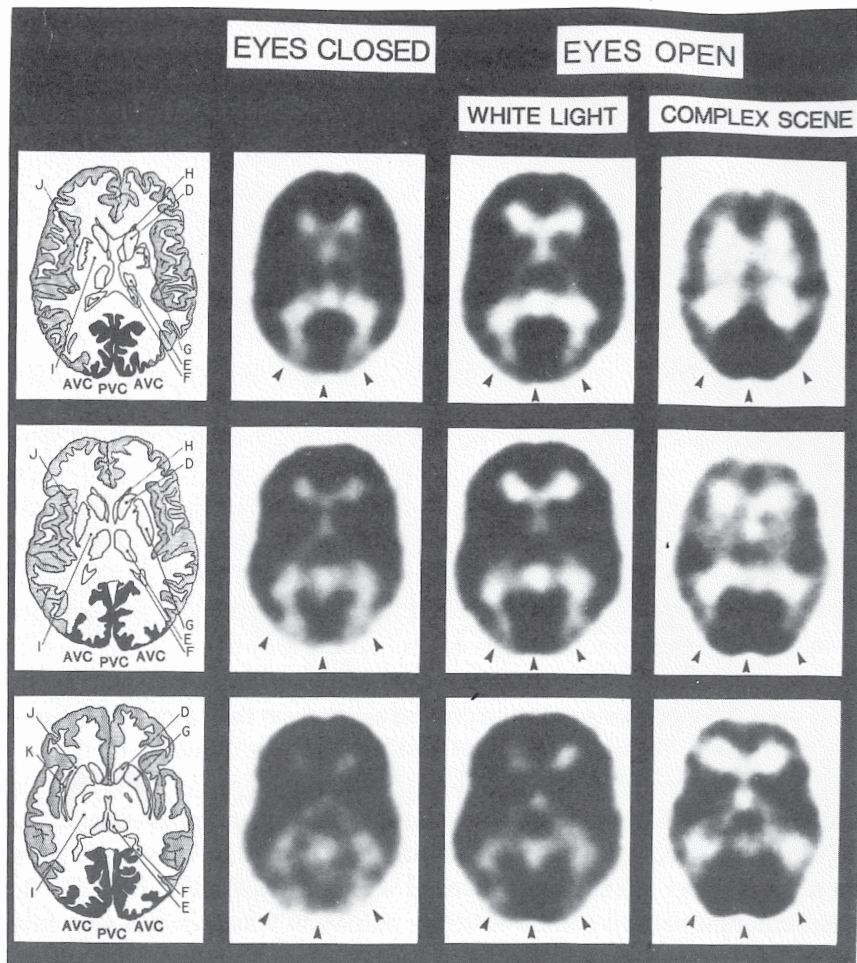 EYES CLOSED
EYES OPEN
WHITE LIGHT
COMPLEX SCENE
J
H
D
G
E
F
I
AVC PVC AVC
J
H
D
G
E
F
I
AVC PVC AVC
J
D
K
G
F
I
E
AVC PVC AVC